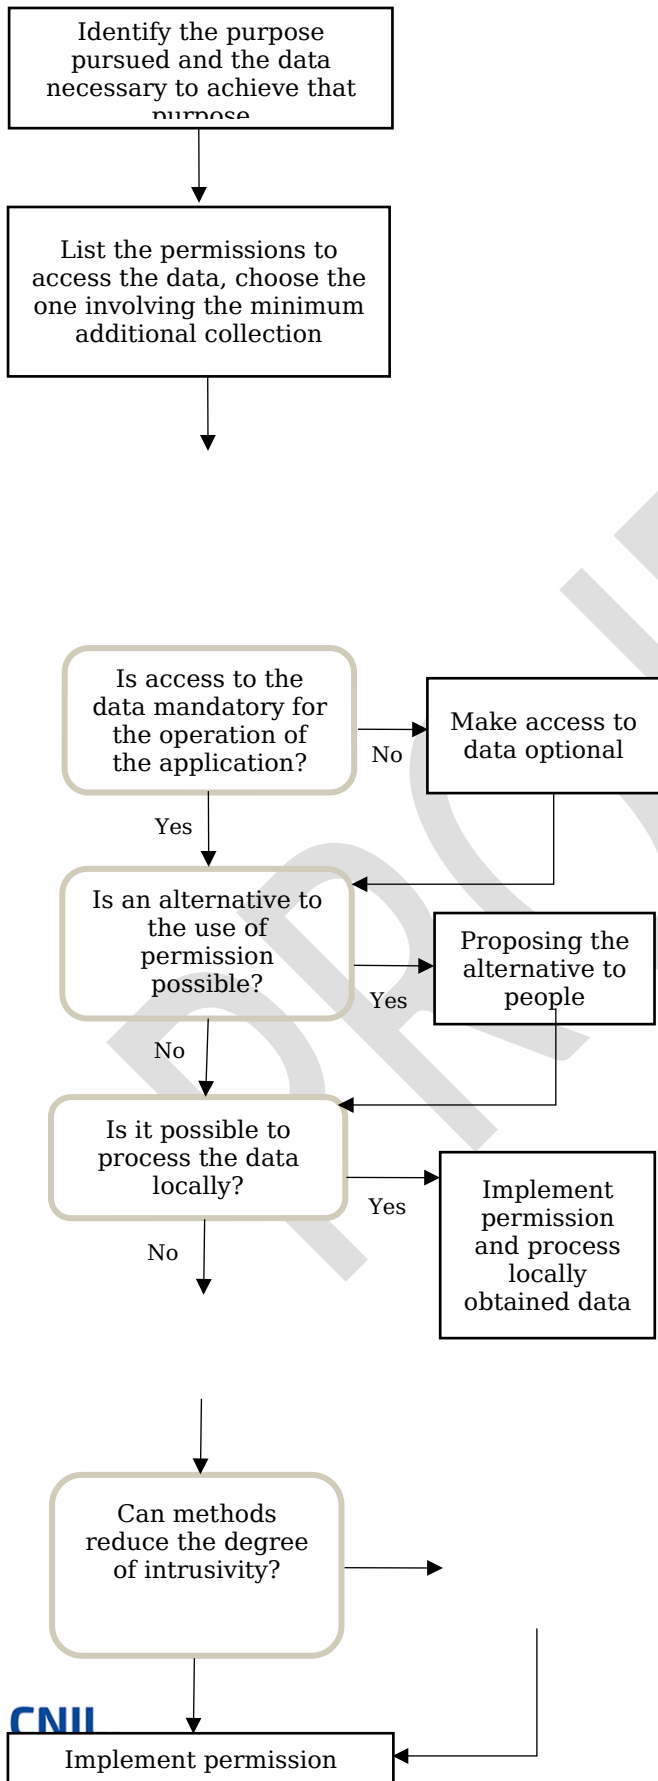 Identify the purpose
pursued and the data
necessary to achieve that
purpose
List the permissions to
access the data, choose the
one involving the minimum
additional collection
Is access to the
data mandatory for
the operation of
the application?
No
Make access to
data optional
Yes
Is an alternative to
the use of
permission
possible?
Yes
Proposing the
alternative to
people
No
Is it possible to
process the data
locally?
Yes
Implement
permission
and process
locally
obtained data
No
Can methods
reduce the degree
of intrusivity?
CNIL
Implement permission